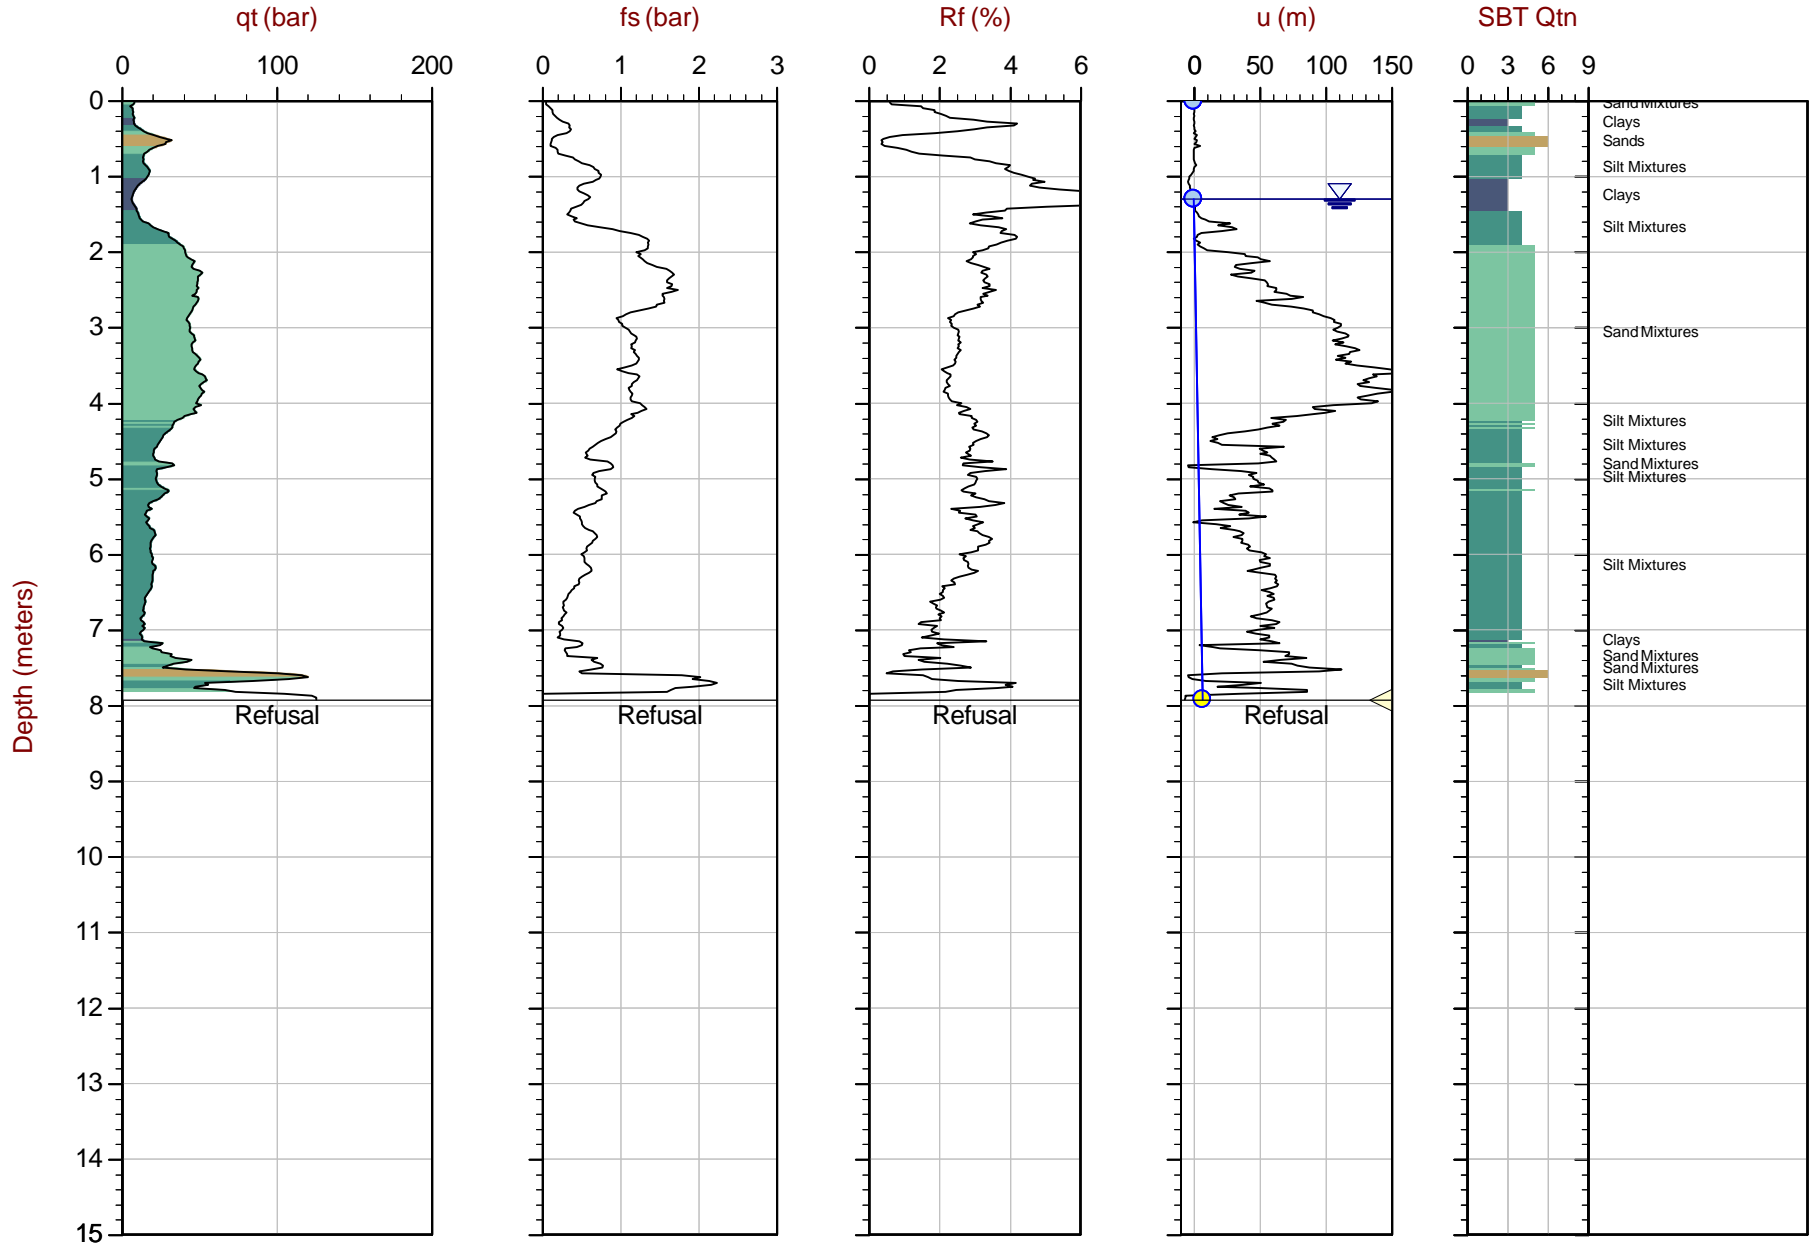 qt (bar) fs (bar) Rf (%) u (m) SBT Qtn
0 100 200 0 1 2 3 0 2 4 6 0 50 100 150 0 3 6 9
0
Sand Mixtures
Clays
Sands
Silt Mixtures
1
Clays
Silt Mixtures
2
3
Sand Mixtures
4
Silt Mixtures
Silt Mixtures
Sand Mixtures
Silt Mixtures
5
6
Silt Mixtures
7
Clays
Sand Mixtures
Sand Mixtures
Silt Mixtures
8
Refusal Refusal Refusal Refusal
Depth (meters)
9
10
11
12
13
14
15